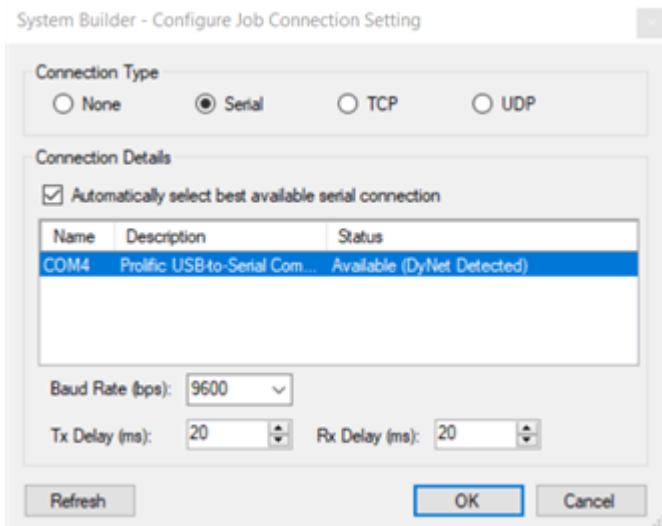 System Builder - Configure Job Connection Setting
Connection Type
None Serial TCP UDP
Connection Details
Automatically select best available serial connection
Name Description Status
COM4 Prolific USB-to-Serial Com... Available (DyNet Detected)
Baud Rate (bps): 9600
Tx Delay (ms): 20 Rx Delay (ms): 20
Refresh OK Cancel